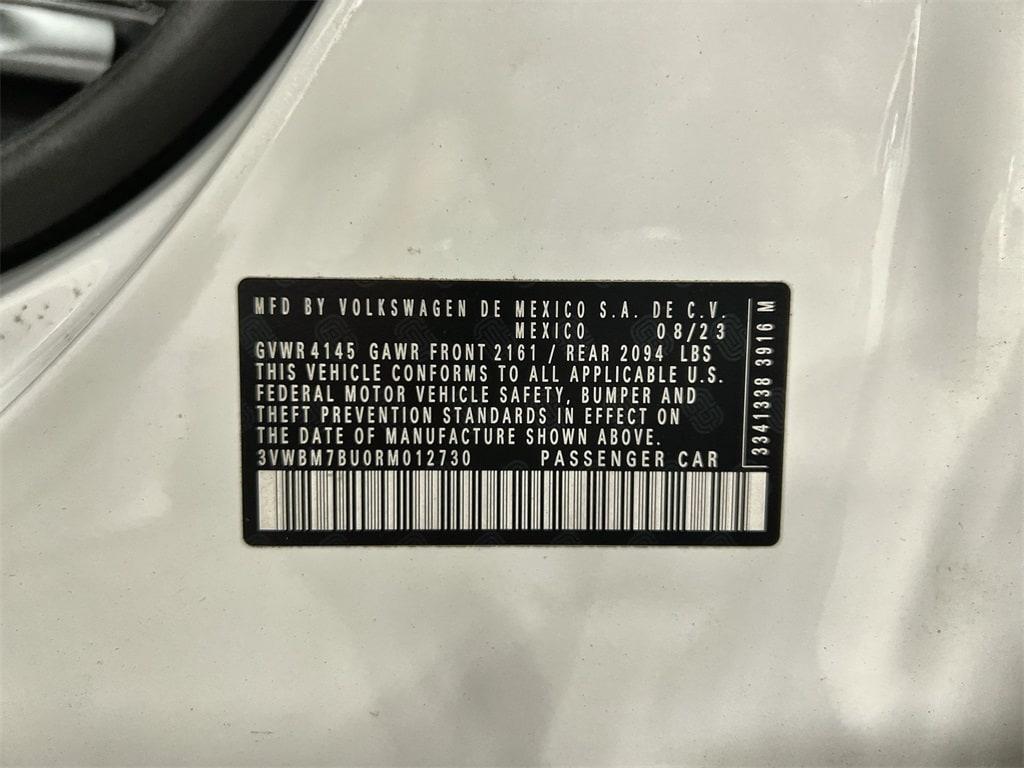 MFD BY VOLKSWAGEN DE MEXICO S.A. DE C.V.
MEXICO 08/23
GVWR 4145 GAWR FRONT 2161 / REAR 2094 LBS
THIS VEHICLE CONFORMS TO ALL APPLICABLE U.S.
FEDERAL MOTOR VEHICLE SAFETY, BUMPER AND
THEFT PREVENTION STANDARDS IN EFFECT ON
THE DATE OF MANUFACTURE SHOWN ABOVE.
3VWBM7BU0RM012730 PASSENGER CAR
3341338 3916 M